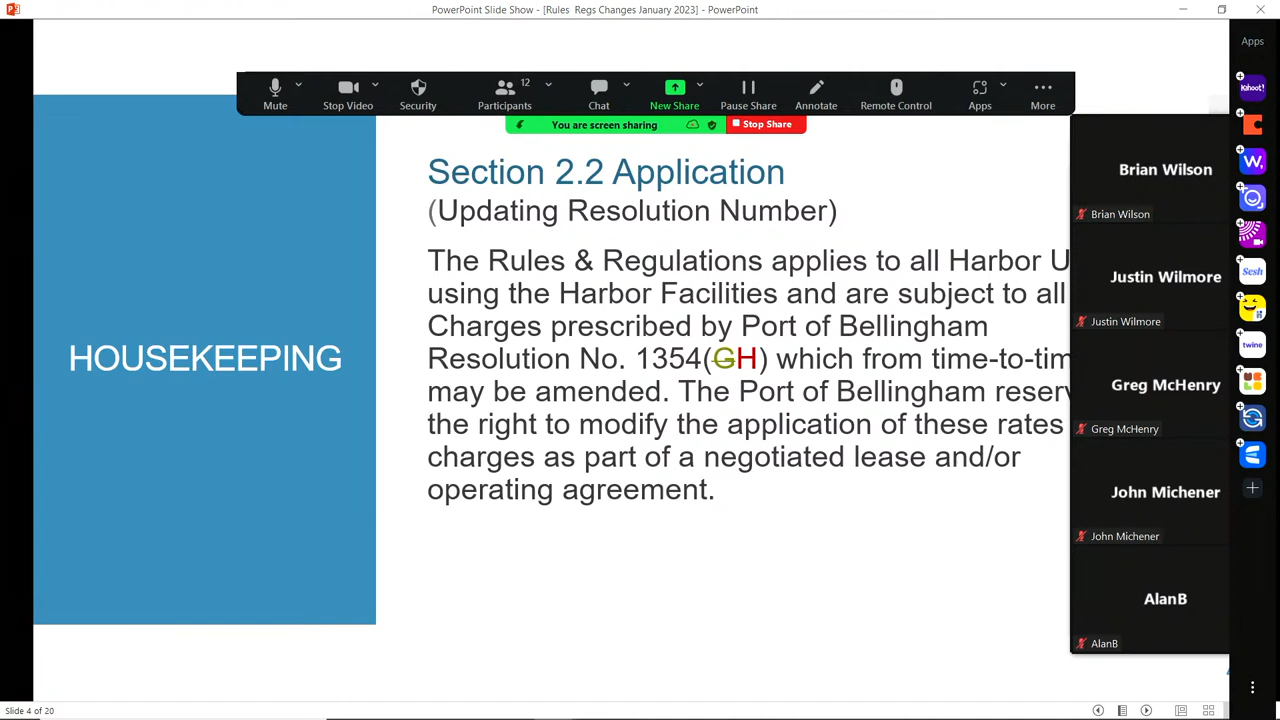 PowerPoint Slide Show - [Rules Regs Changes January 2023] - PowerPoint
Apps
12
Mute
Stop Video
Security
Participants
Chat
New Share
Pause Share
Annotate
Remote Control
Apps
More
You are screen sharing
Stop Share
HOUSEKEEPING
Section 2.2 Application
(Updating Resolution Number)
The Rules & Regulations applies to all Harbor U
using the Harbor Facilities and are subject to all
Charges prescribed by Port of Bellingham
Resolution No. 1354(GH) which from time-to-tim
may be amended. The Port of Bellingham reserv
the right to modify the application of these rates
charges as part of a negotiated lease and/or
operating agreement.
Brian Wilson
Brian Wilson
Justin Wilmore
Justin Wilmore
Greg McHenry
Greg McHenry
John Michener
John Michener
AlanB
AlanB
Kahoot!
W,
Sesh
twine
Slide 4 of 20